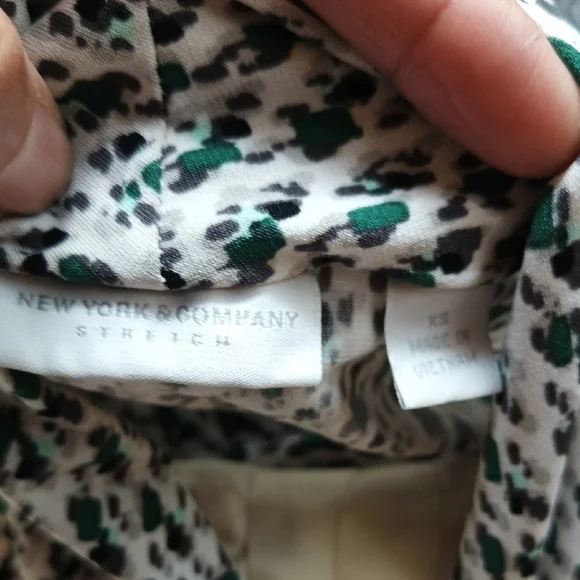 NEW YORK & COMPANY
STRETCH
XS
MADE IN
VIETNAM